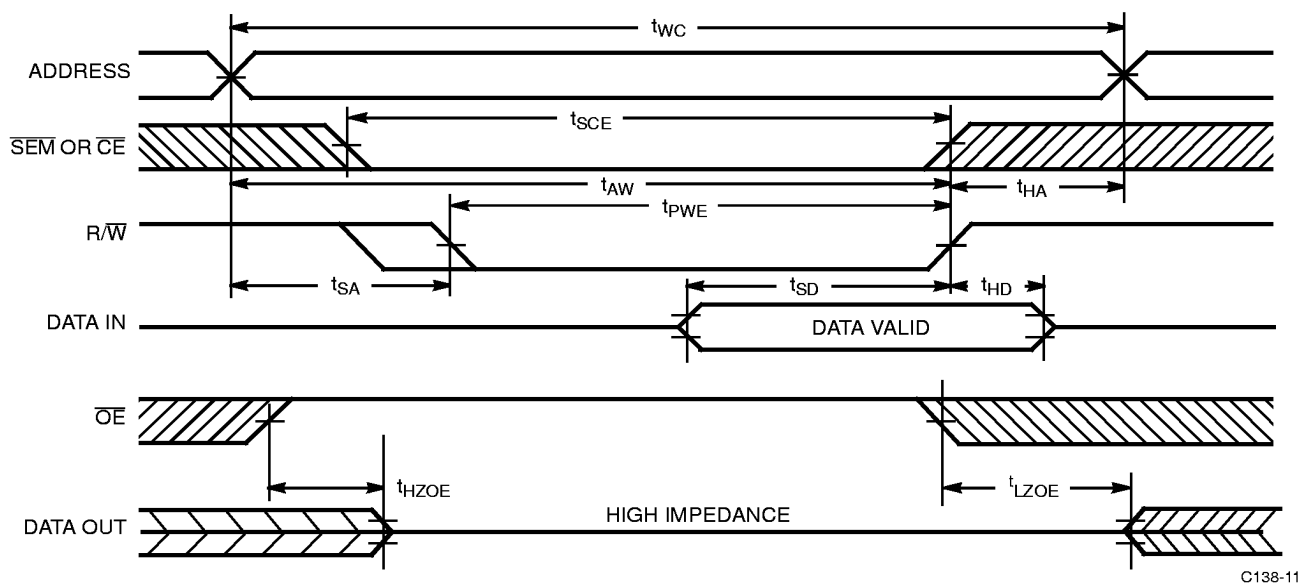 tWC
ADDRESS
tSCE
SEM OR CE
tAW
tHA
tPWE
R/W
tSA
tSD
tHD
DATA IN
DATA VALID
OE
tHZOE
tLZOE
HIGH IMPEDANCE
DATA OUT
C138-11